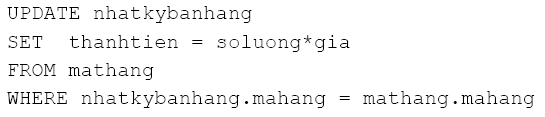 UPDATE nhatkybanhang
SET  thanhtien = soluong*gia
FROM mathang
WHERE nhatkybanhang.mahang = mathang.mahang